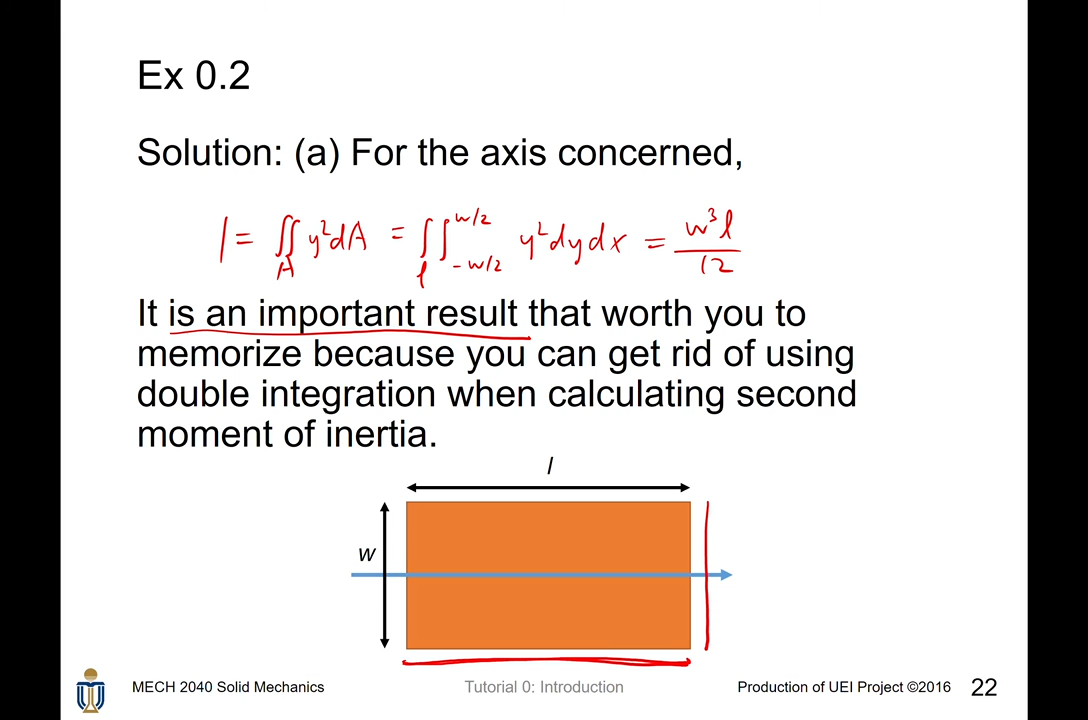 Ex 0.2
Solution: (a) For the axis concerned,
I = ∬_A y²dA = ∫_l ∫_{-w/2}^{w/2} y²dydx = w³l/12
It is an important result that worth you to
memorize because you can get rid of using
double integration when calculating second
moment of inertia.
l
w
MECH 2040 Solid Mechanics
Tutorial 0: Introduction
Production of UEI Project ©2016
22